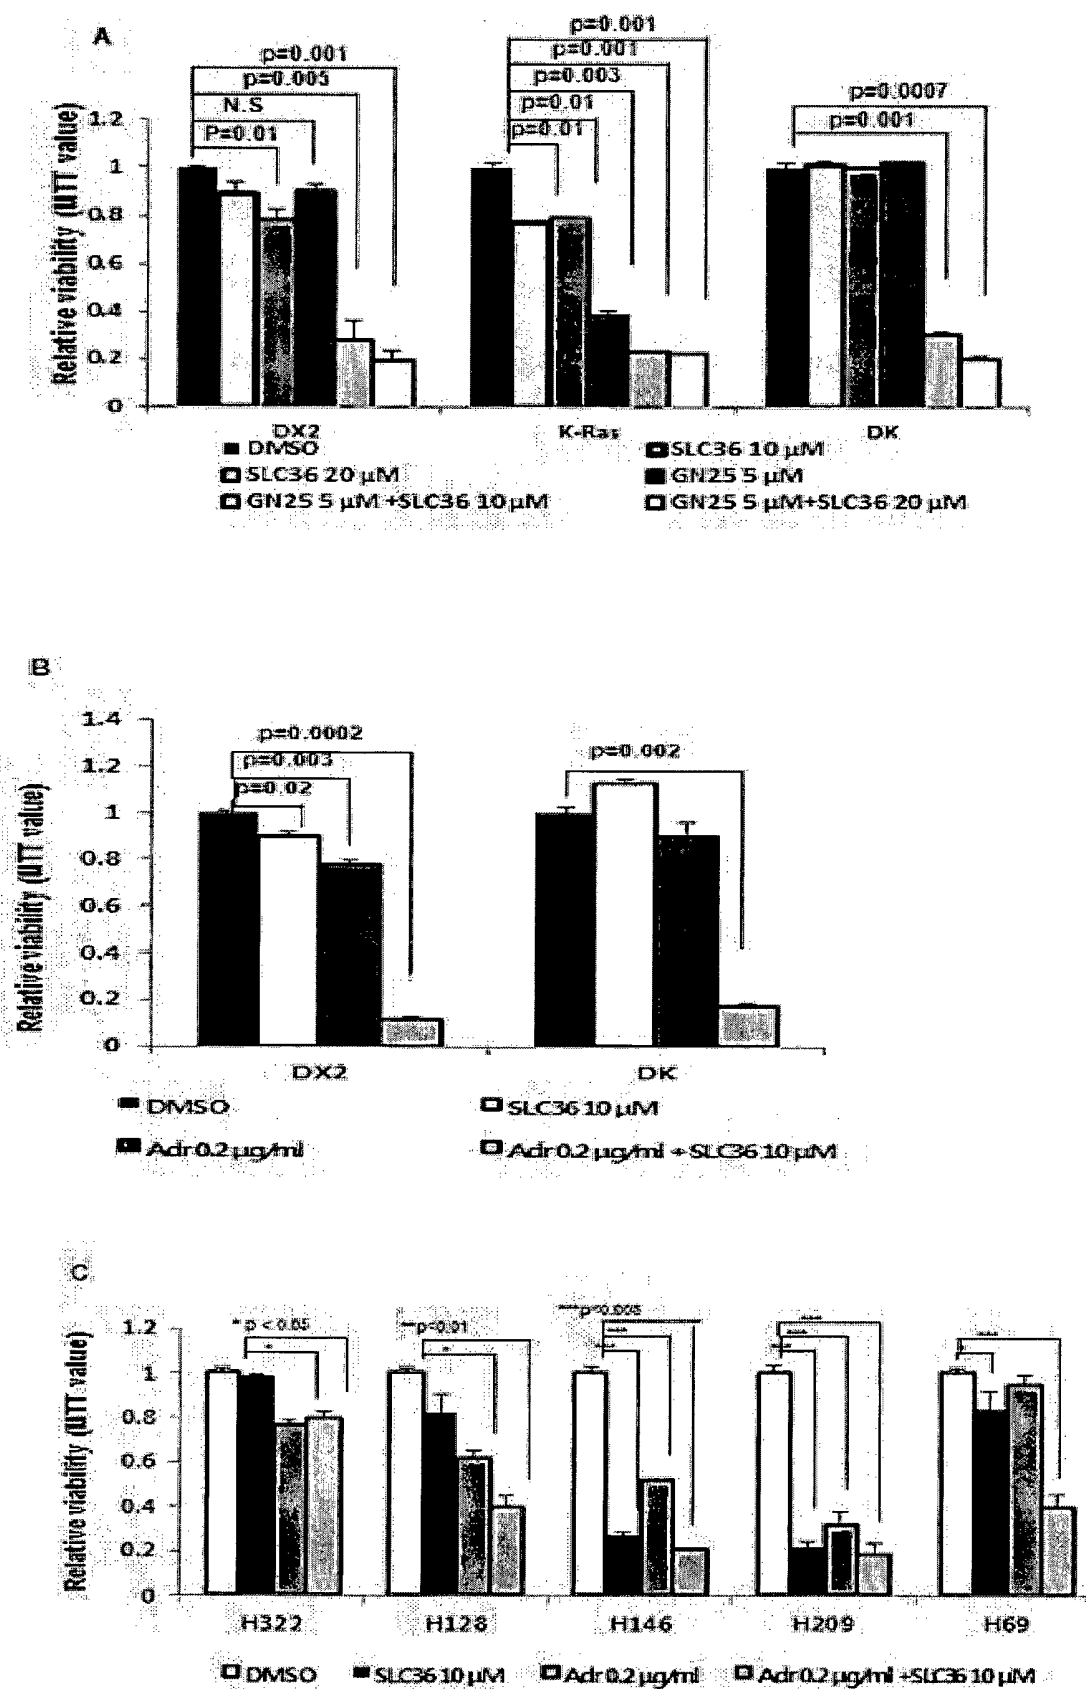 A
p=0.001
p=0.001
p=0.001
p=0.005
p=0.003
N.S
p=0.01
P=0.01
p=0.01
p=0.0007
p=0.001
Relative viability (MTT value)
1.2
1
0.8
0.6
0.4
0.2
0
DX2 K-Ras DK
DMSO SLC36 10 µM
SLC36 20 µM GN25 5 µM
GN25 5 µM +SLC36 10 µM GN25 5 µM+SLC36 20 µM
B
Relative viability (MTT value)
1.4
1.2
1
0.8
0.6
0.4
0.2
0
p=0.0002
p=0.003
p=0.02
p=0.002
DX2 DK
DMSO SLC36 10 µM
Adr 0.2 µg/ml Adr 0.2 µg/ml +SLC36 10 µM
C
Relative viability (MTT value)
1.2
1
0.8
0.6
0.4
0.2
0
* p < 0.05
*
**p<0.01
*
***p<0.005
***
***
***
***
***
***
*
H322 H128 H146 H209 H69
DMSO SLC36 10 µM Adr 0.2 µg/ml Adr 0.2 µg/ml +SLC36 10 µM